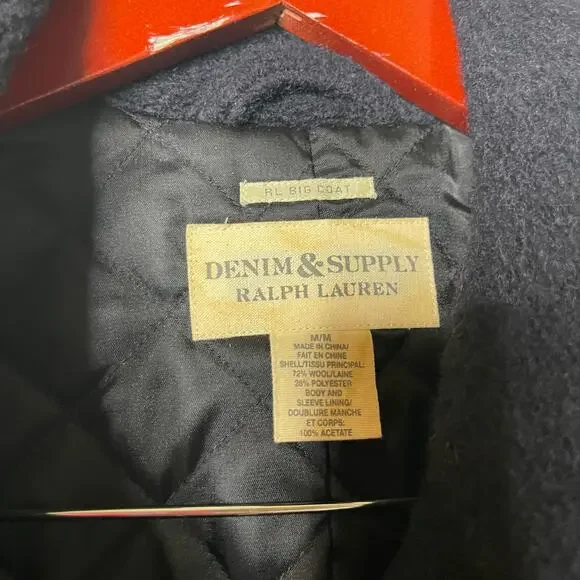 RL BIG COAT
DENIM & SUPPLY
RALPH LAUREN
M/M
MADE IN CHINA/
FAIT EN CHINE
SHELL/TISSU PRINCIPAL:
72% WOOL/LAINE
28% POLYESTER
BODY AND
SLEEVE LINING/
DOUBLURE MANCHE
ET CORPS:
100% ACETATE